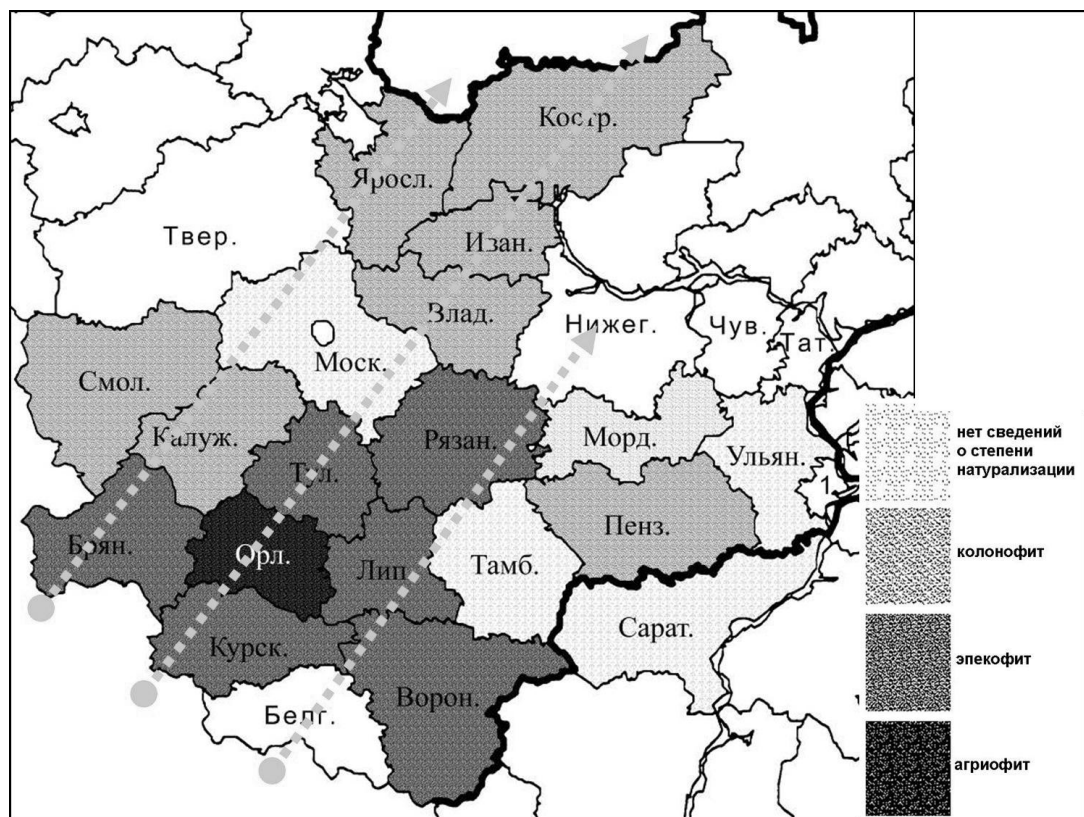 Костр.
Яросл.
Твер.
Изан.
Влад.
Нижег.
Чув.
Тат.
Моск.
Смол.
Калуж.
Рязан.
Морд.
Ульян.
Тул.
Пенз.
Брян.
Орл.
Лип.
Тамб.
Курск.
Сарат.
Ворон.
Белг.
нет сведений
о степени
натурализации
колонофит
эпекофит
агриофит